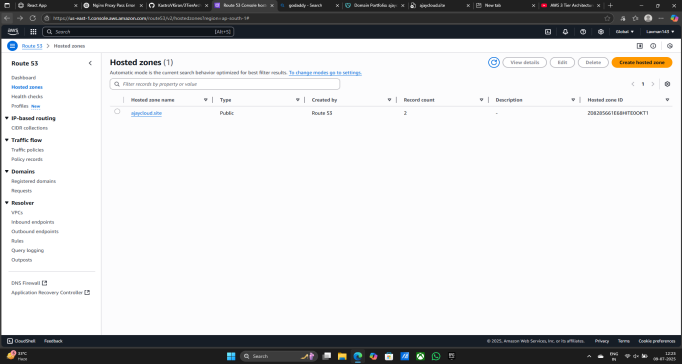 React App
Nginx Proxy Pass Error
KastroVKiran/3TierArch
Route 53 Console hom
godaddy - Search
Domain Portfolio ajay
ajaycloud.site
New tab
AWS 3 Tier Architectu
https://us-east-1.console.aws.amazon.com/route53/v2/hostedzones?region=ap-south-1#
aws
Search
[Alt+S]
Global
Laxman143
Route 53 > Hosted zones
Route 53
Dashboard
Hosted zones
Health checks
Profiles New
IP-based routing
CIDR collections
Traffic flow
Traffic policies
Policy records
Domains
Registered domains
Requests
Resolver
VPCs
Inbound endpoints
Outbound endpoints
Rules
Query logging
Outposts
DNS Firewall
Application Recovery Controller
Hosted zones (1)
View details
Edit
Delete
Create hosted zone
Automatic mode is the current search behavior optimized for best filter results. To change modes go to settings.
Filter records by property or value
1
Hosted zone name
Type
Created by
Record count
Description
Hosted zone ID
ajaycloud.site
Public
Route 53
2
-
CloudShell
Feedback
© 2025, Amazon Web Services, Inc. or its affiliates.
Privacy
Terms
Cookie preferences
33°C
Haze
Search
ENG
IN
12:23
09-07-2025